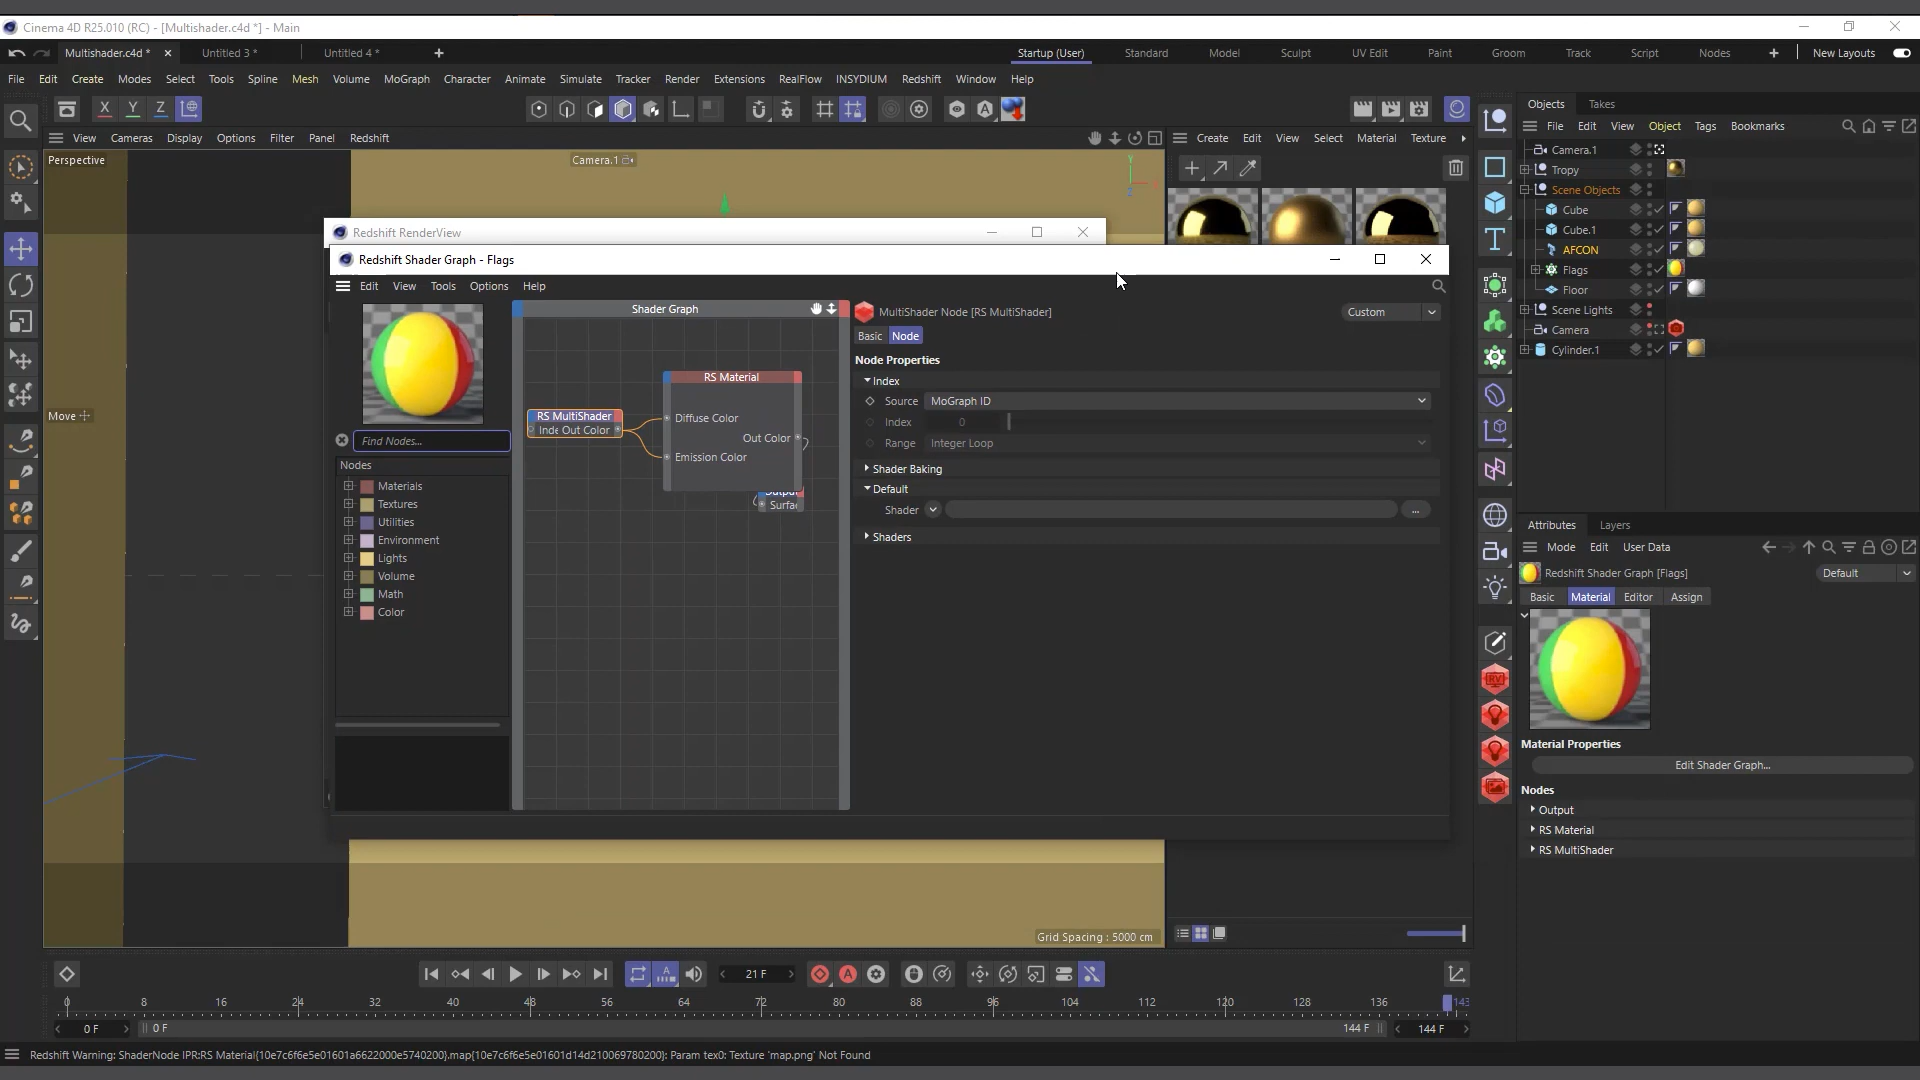 Cinema 4D R25.010 (RC) - [Multishader.c4d *] - Main
Multishader.c4d *
Untitled 3 *
Untitled 4 *
Startup (User)
Standard
Model
Sculpt
UV Edit
Paint
Groom
Track
Script
Nodes
New Layouts
File Edit Create Modes Select Tools Spline Mesh Volume MoGraph Character Animate Simulate Tracker Render Extensions RealFlow INSYDIUM Redshift Window Help
X Y Z
Objects Takes
File Edit View Object Tags Bookmarks
View Cameras Display Options Filter Panel Redshift
Create Edit View Select Material Texture
Perspective
Camera.1
Y
Z
Camera.1
Tropy
Scene Objects
Cube
Cube.1
AFCON
Flags
Floor
Scene Lights
Camera
Cylinder.1
Redshift RenderView
Redshift Shader Graph - Flags
Edit View Tools Options Help
Shader Graph
MultiShader Node [RS MultiShader]
Custom
Basic Node
Node Properties
Index
Source MoGraph ID
Index 0
Range Integer Loop
Shader Baking
Default
Shader
...
Shaders
RS Material
Diffuse Color
Out Color
Emission Color
RS MultiShader
Inde Out Color
Output
Surfac
Move
Find Nodes...
Nodes
Materials
Textures
Utilities
Environment
Lights
Volume
Math
Color
Attributes Layers
Mode Edit User Data
Redshift Shader Graph [Flags]
Default
Basic Material Editor Assign
Material Properties
Edit Shader Graph...
Nodes
Output
RS Material
RS MultiShader
RV
Grid Spacing : 5000 cm
21 F
0 8 16 24 32 40 48 56 64 72 80 88 96 104 112 120 128 136 143
0 F
0 F
144 F
144 F
Redshift Warning: ShaderNode IPR:RS Material{10e7c6f6e5e01601a6622000e5740200}.map{10e7c6f6e5e01601d14d210069780200}: Param tex0: Texture 'map.png' Not Found